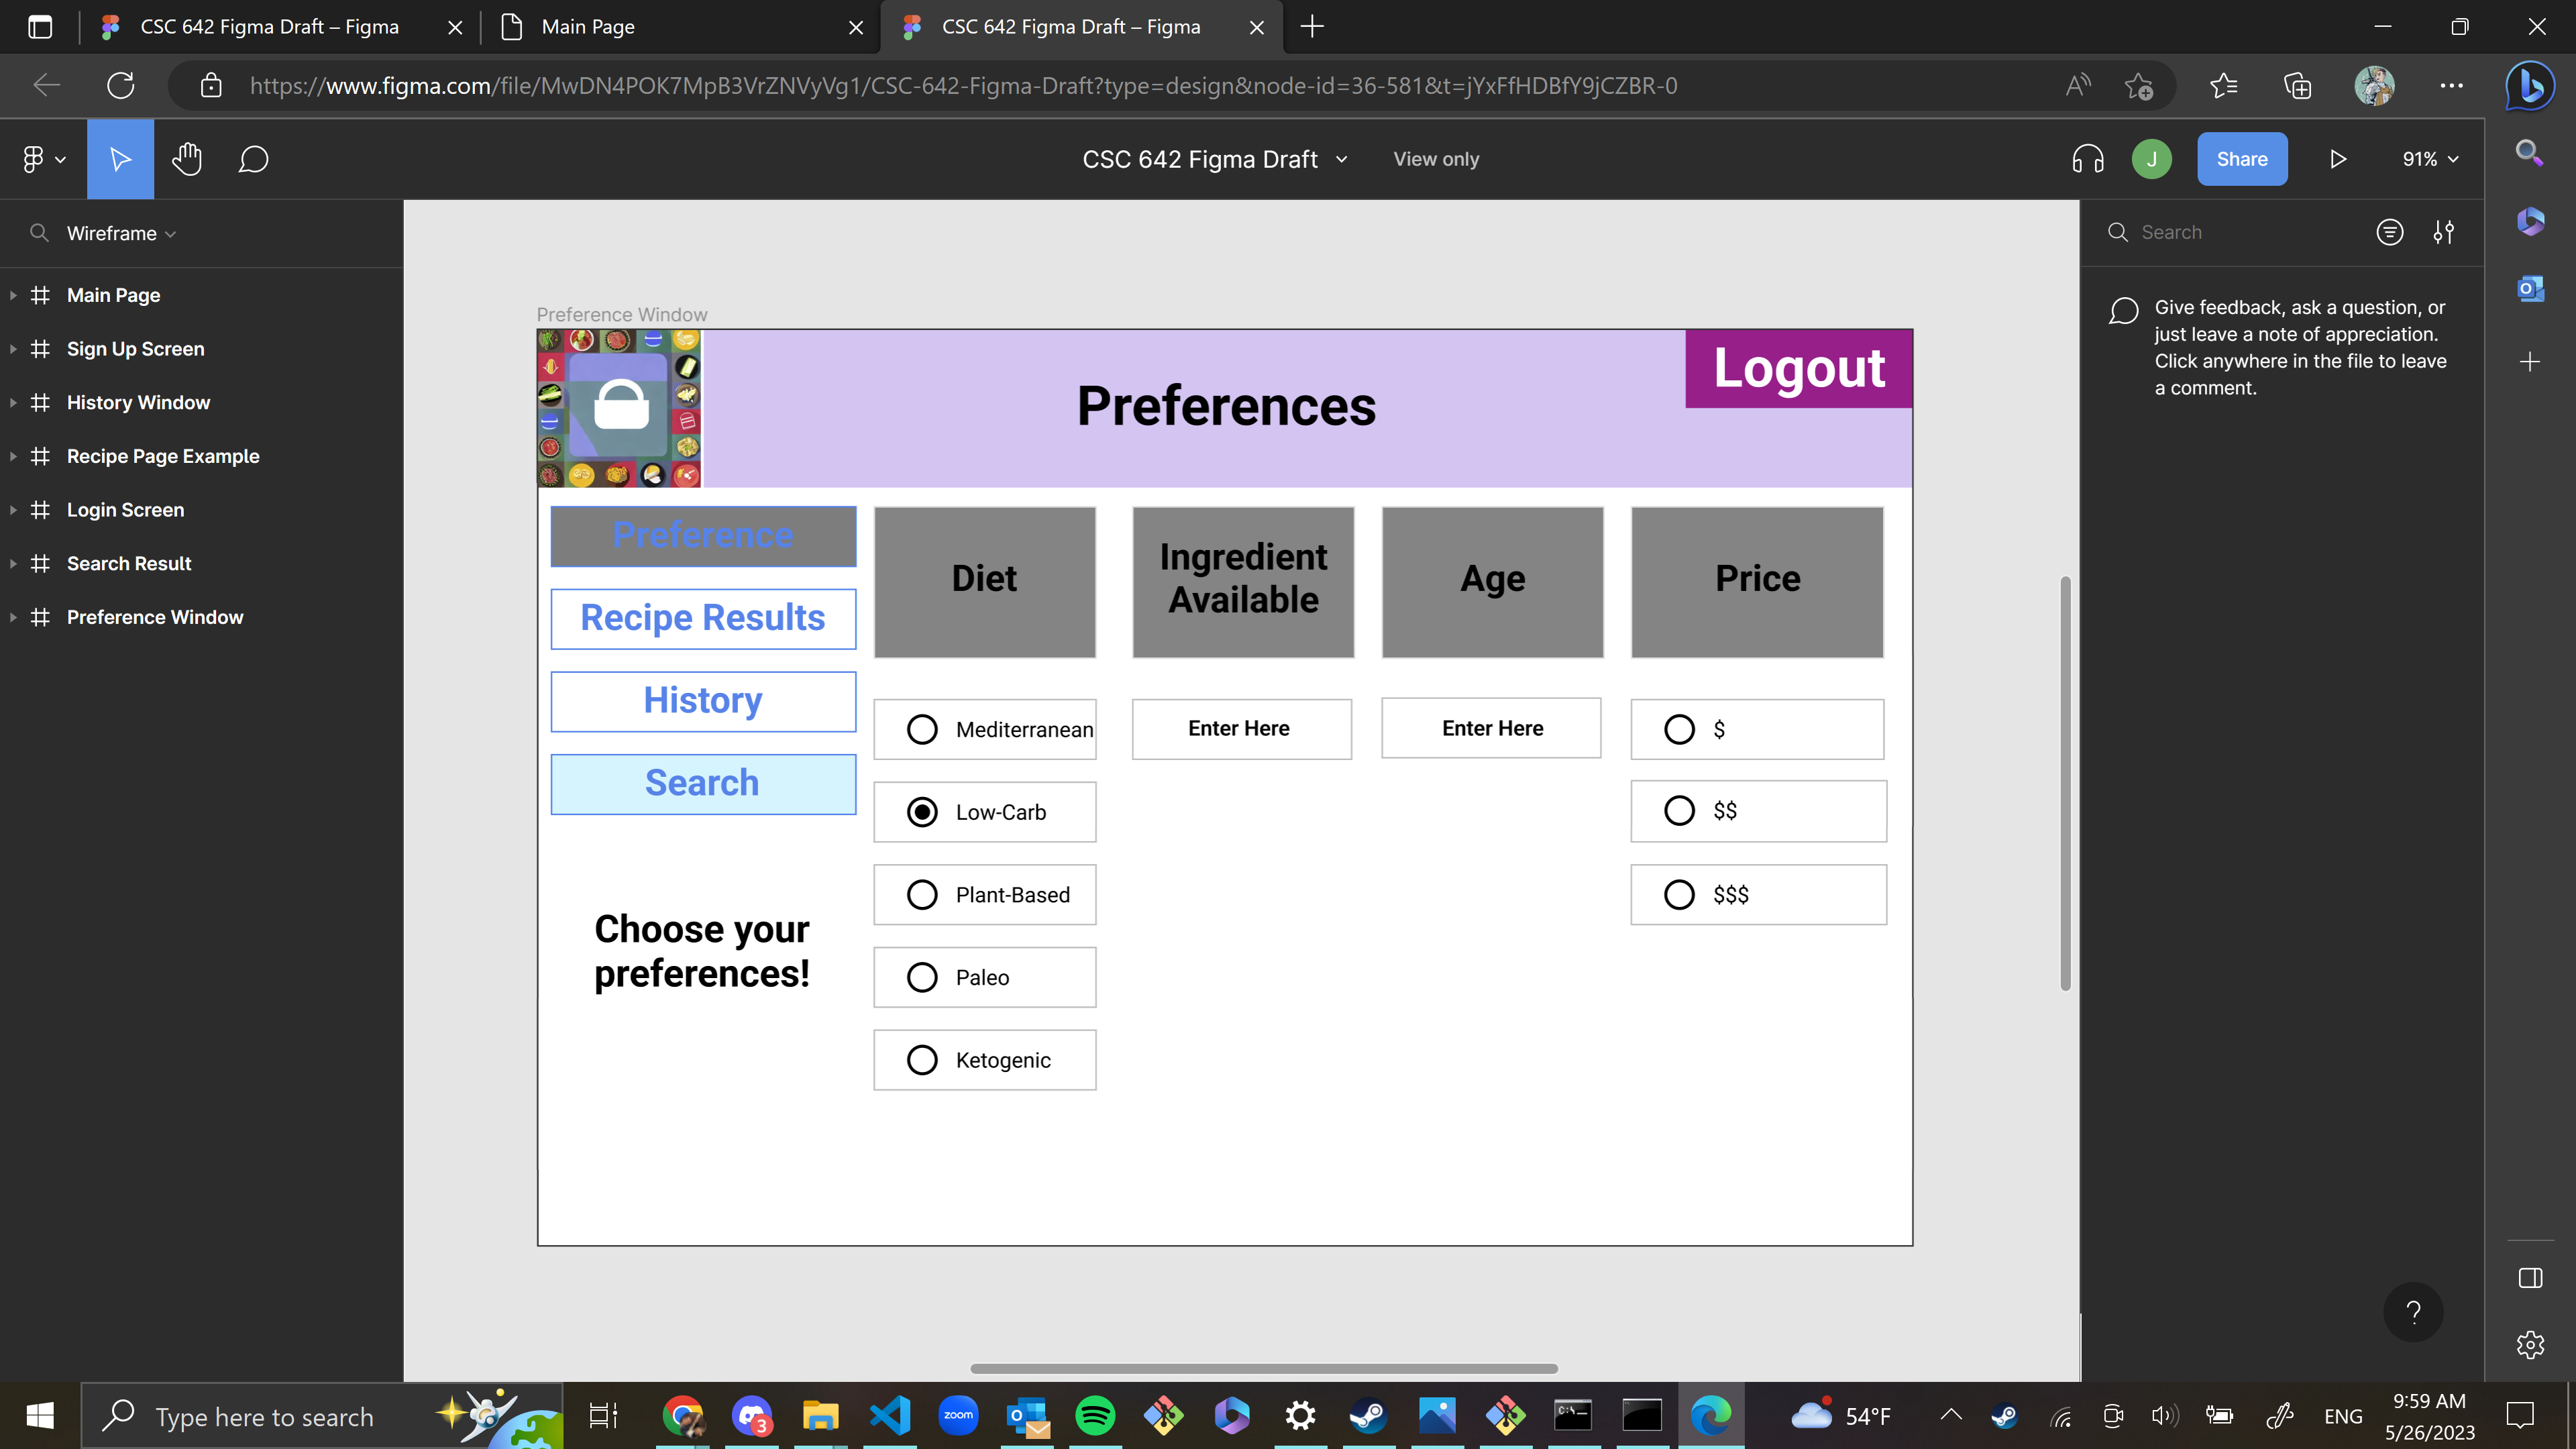 CSC 642 Figma Draft – Figma
Main Page
CSC 642 Figma Draft – Figma
https://www.figma.com/file/MwDN4POK7MpB3VrZNVyVg1/CSC-642-Figma-Draft?type=design&node-id=36-581&t=jYxFfHDBfY9jCZBR-0
CSC 642 Figma Draft
View only
J
Share
91%
Wireframe
Main Page
Sign Up Screen
History Window
Recipe Page Example
Login Screen
Search Result
Preference Window
Preference Window
Preferences
Logout
Preference
Recipe Results
History
Search
Choose your
preferences!
Diet
Mediterranean
Low-Carb
Plant-Based
Paleo
Ketogenic
Ingredient
Available
Enter Here
Age
Enter Here
Price
$
$$
$$$
Search
Give feedback, ask a question, or
just leave a note of appreciation.
Click anywhere in the file to leave
a comment.
?
Type here to search
3
zoom
54°F
ENG
9:59 AM
5/26/2023